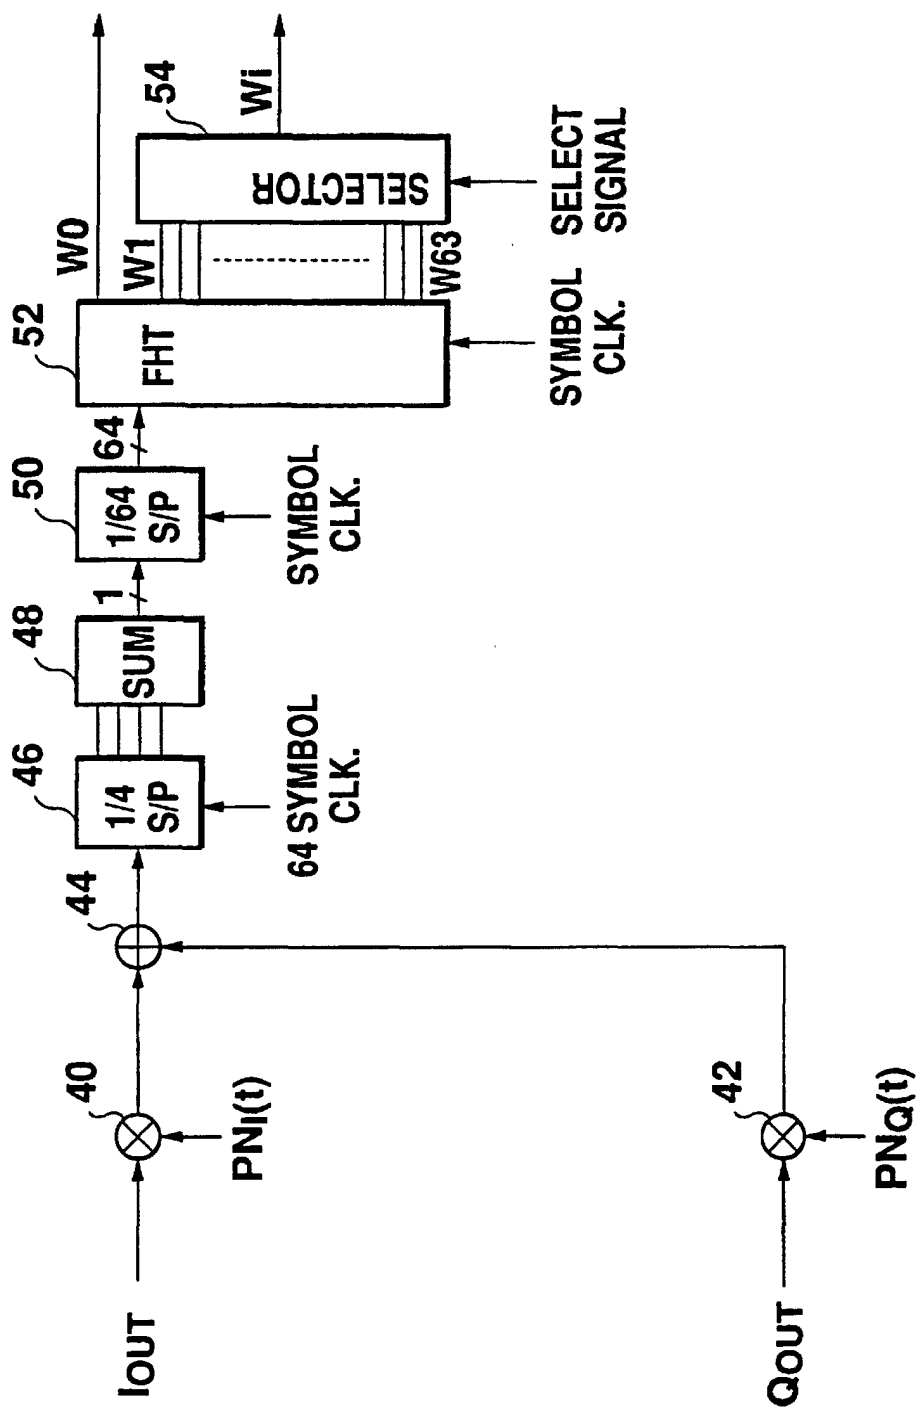 IOUT
40
PNI(t)
44
46
1/4
S/P
64 SYMBOL
CLK.
48
SUM
1
50
1/64
S/P
SYMBOL
CLK.
64
52
FHT
SYMBOL
CLK.
W0
W1
W63
54
SELECTOR
SELECT
SIGNAL
Wi
QOUT
42
PNQ(t)